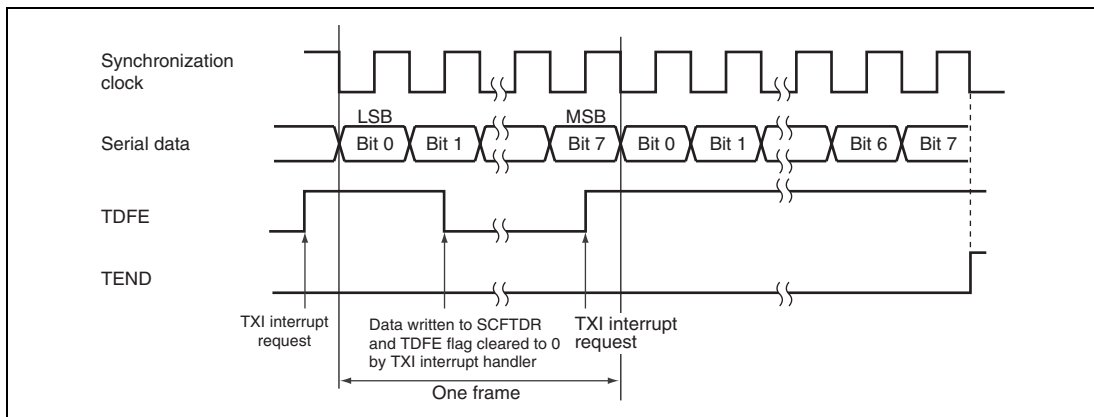 Synchronization
clock
LSB
MSB
Serial data
Bit 0
Bit 1
Bit 7
Bit 0
Bit 1
Bit 6
Bit 7
TDFE
TEND
TXI interrupt
request
Data written to SCFTDR
and TDFE flag cleared to 0
by TXI interrupt handler
TXI interrupt
request
One frame